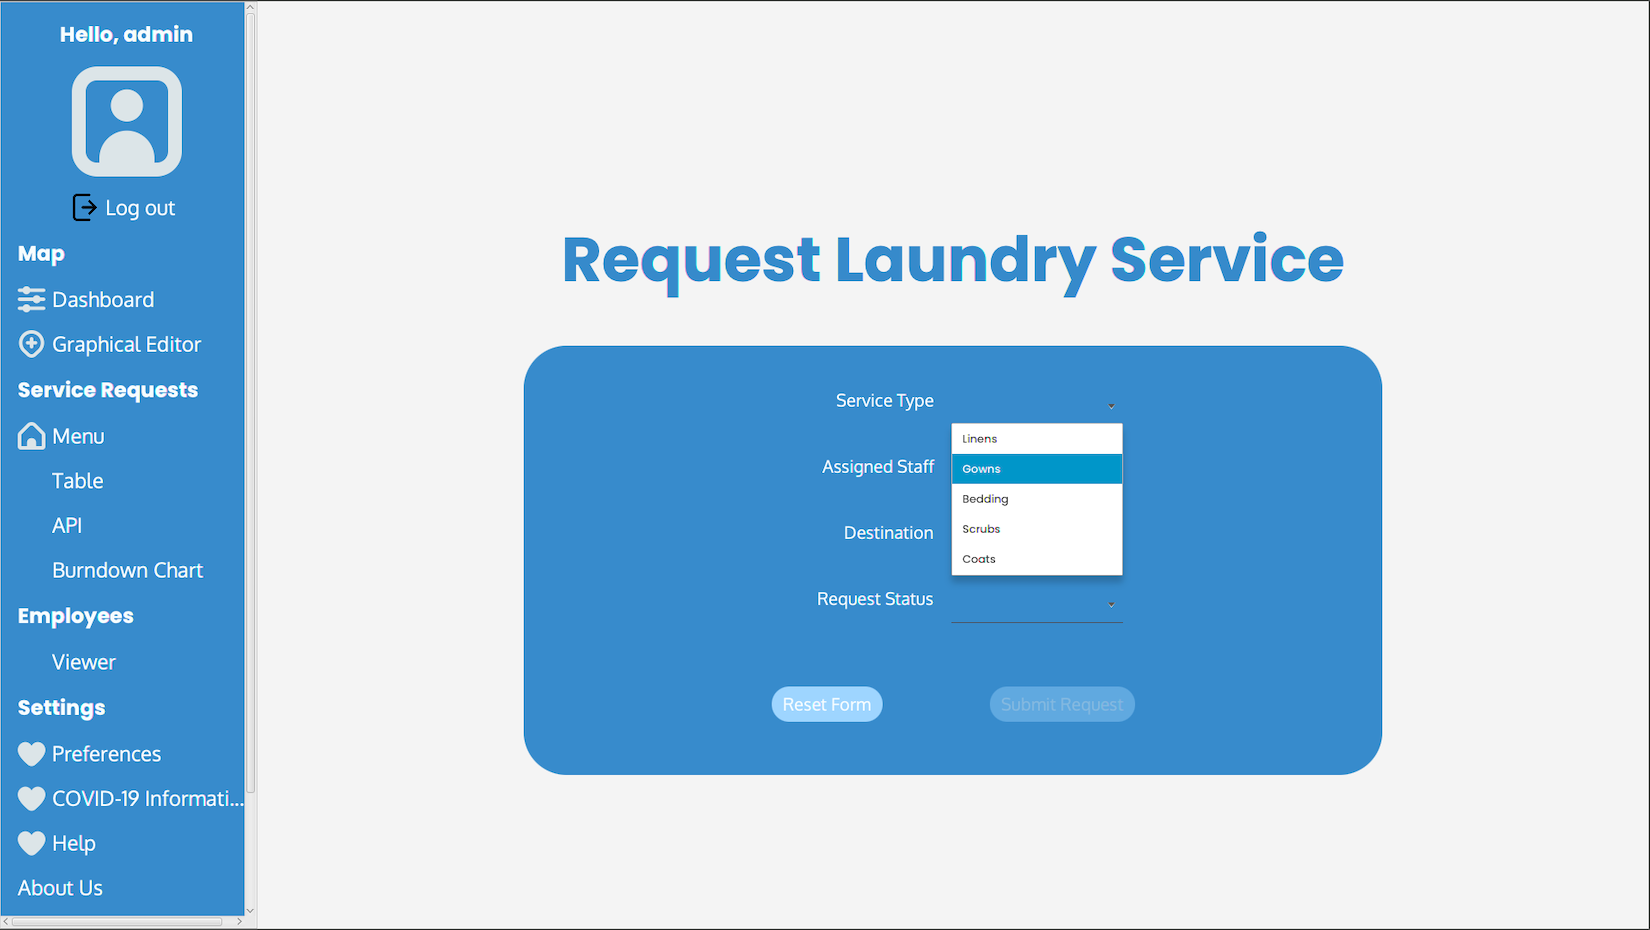 Hello, admin
Log out
Map
Dashboard
Graphical Editor
Service Requests
Menu
Table
API
Burndown Chart
Employees
Viewer
Settings
Preferences
COVID-19 Informati...
Help
About Us
Request Laundry Service
Service Type
Linens
Assigned Staff
Gowns
Bedding
Destination
Scrubs
Coats
Request Status
Reset Form
Submit Request